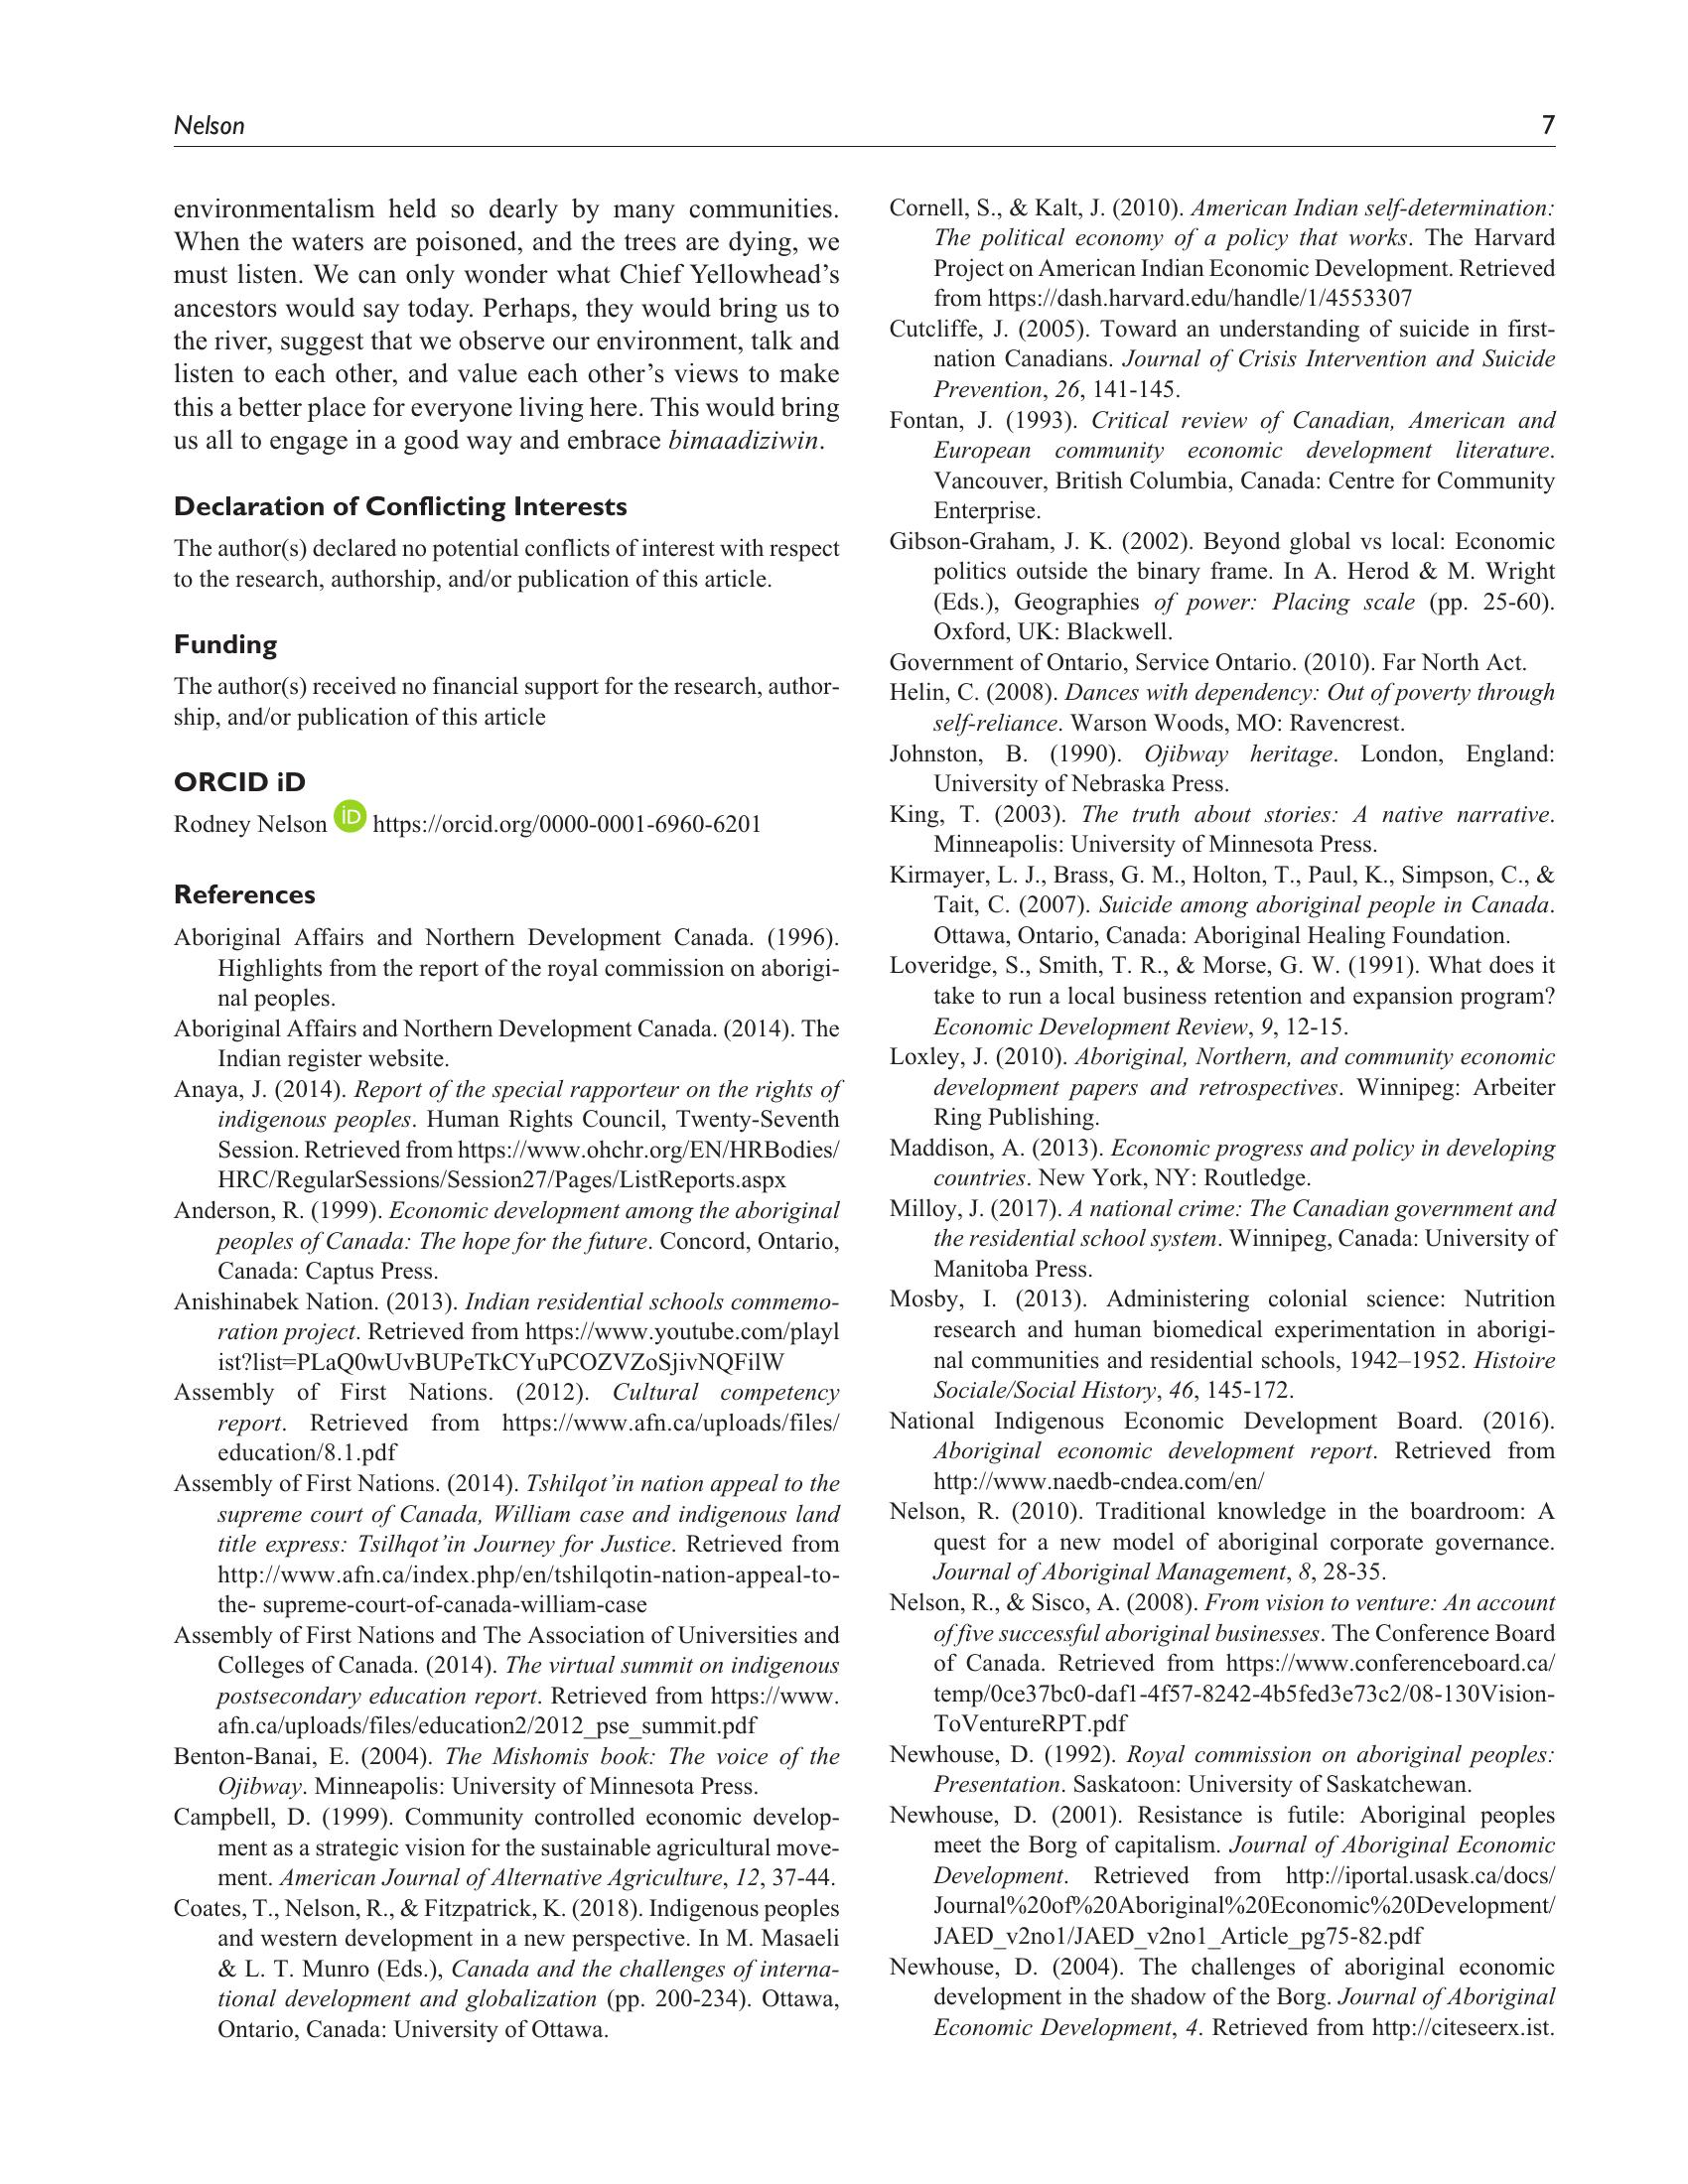 Nelson
7
environmentalism held so dearly by many communities.
When the waters are poisoned, and the trees are dying, we
must listen. We can only wonder what Chief Yellowhead’s
ancestors would say today. Perhaps, they would bring us to
the river, suggest that we observe our environment, talk and
listen to each other, and value each other’s views to make
this a better place for everyone living here. This would bring
us all to engage in a good way and embrace bimaadiziwin.
Declaration of Conflicting Interests
The author(s) declared no potential conflicts of interest with respect
to the research, authorship, and/or publication of this article.
Funding
The author(s) received no financial support for the research, author-
ship, and/or publication of this article
ORCID iD
Rodney Nelson iD https://orcid.org/0000-0001-6960-6201
References
Aboriginal Affairs and Northern Development Canada. (1996).
Highlights from the report of the royal commission on aborigi-
nal peoples.
Aboriginal Affairs and Northern Development Canada. (2014). The
Indian register website.
Anaya, J. (2014). Report of the special rapporteur on the rights of
indigenous peoples. Human Rights Council, Twenty-Seventh
Session. Retrieved from https://www.ohchr.org/EN/HRBodies/
HRC/RegularSessions/Session27/Pages/ListReports.aspx
Anderson, R. (1999). Economic development among the aboriginal
peoples of Canada: The hope for the future. Concord, Ontario,
Canada: Captus Press.
Anishinabek Nation. (2013). Indian residential schools commemo-
ration project. Retrieved from https://www.youtube.com/playl
ist?list=PLaQ0wUvBUPeTkCYuPCOZVZoSjivNQFilW
Assembly of First Nations. (2012). Cultural competency
report. Retrieved from https://www.afn.ca/uploads/files/
education/8.1.pdf
Assembly of First Nations. (2014). Tshilqot’in nation appeal to the
supreme court of Canada, William case and indigenous land
title express: Tsilhqot’in Journey for Justice. Retrieved from
http://www.afn.ca/index.php/en/tshilqotin-nation-appeal-to-
the- supreme-court-of-canada-william-case
Assembly of First Nations and The Association of Universities and
Colleges of Canada. (2014). The virtual summit on indigenous
postsecondary education report. Retrieved from https://www.
afn.ca/uploads/files/education2/2012_pse_summit.pdf
Benton-Banai, E. (2004). The Mishomis book: The voice of the
Ojibway. Minneapolis: University of Minnesota Press.
Campbell, D. (1999). Community controlled economic develop-
ment as a strategic vision for the sustainable agricultural move-
ment. American Journal of Alternative Agriculture, 12, 37-44.
Coates, T., Nelson, R., & Fitzpatrick, K. (2018). Indigenous peoples
and western development in a new perspective. In M. Masaeli
& L. T. Munro (Eds.), Canada and the challenges of interna-
tional development and globalization (pp. 200-234). Ottawa,
Ontario, Canada: University of Ottawa.
Cornell, S., & Kalt, J. (2010). American Indian self-determination:
The political economy of a policy that works. The Harvard
Project on American Indian Economic Development. Retrieved
from https://dash.harvard.edu/handle/1/4553307
Cutcliffe, J. (2005). Toward an understanding of suicide in first-
nation Canadians. Journal of Crisis Intervention and Suicide
Prevention, 26, 141-145.
Fontan, J. (1993). Critical review of Canadian, American and
European community economic development literature.
Vancouver, British Columbia, Canada: Centre for Community
Enterprise.
Gibson-Graham, J. K. (2002). Beyond global vs local: Economic
politics outside the binary frame. In A. Herod & M. Wright
(Eds.), Geographies of power: Placing scale (pp. 25-60).
Oxford, UK: Blackwell.
Government of Ontario, Service Ontario. (2010). Far North Act.
Helin, C. (2008). Dances with dependency: Out of poverty through
self-reliance. Warson Woods, MO: Ravencrest.
Johnston, B. (1990). Ojibway heritage. London, England:
University of Nebraska Press.
King, T. (2003). The truth about stories: A native narrative.
Minneapolis: University of Minnesota Press.
Kirmayer, L. J., Brass, G. M., Holton, T., Paul, K., Simpson, C., &
Tait, C. (2007). Suicide among aboriginal people in Canada.
Ottawa, Ontario, Canada: Aboriginal Healing Foundation.
Loveridge, S., Smith, T. R., & Morse, G. W. (1991). What does it
take to run a local business retention and expansion program?
Economic Development Review, 9, 12-15.
Loxley, J. (2010). Aboriginal, Northern, and community economic
development papers and retrospectives. Winnipeg: Arbeiter
Ring Publishing.
Maddison, A. (2013). Economic progress and policy in developing
countries. New York, NY: Routledge.
Milloy, J. (2017). A national crime: The Canadian government and
the residential school system. Winnipeg, Canada: University of
Manitoba Press.
Mosby, I. (2013). Administering colonial science: Nutrition
research and human biomedical experimentation in aborigi-
nal communities and residential schools, 1942–1952. Histoire
Sociale/Social History, 46, 145-172.
National Indigenous Economic Development Board. (2016).
Aboriginal economic development report. Retrieved from
http://www.naedb-cndea.com/en/
Nelson, R. (2010). Traditional knowledge in the boardroom: A
quest for a new model of aboriginal corporate governance.
Journal of Aboriginal Management, 8, 28-35.
Nelson, R., & Sisco, A. (2008). From vision to venture: An account
of five successful aboriginal businesses. The Conference Board
of Canada. Retrieved from https://www.conferenceboard.ca/
temp/0ce37bc0-daf1-4f57-8242-4b5fed3e73c2/08-130Vision-
ToVentureRPT.pdf
Newhouse, D. (1992). Royal commission on aboriginal peoples:
Presentation. Saskatoon: University of Saskatchewan.
Newhouse, D. (2001). Resistance is futile: Aboriginal peoples
meet the Borg of capitalism. Journal of Aboriginal Economic
Development. Retrieved from http://iportal.usask.ca/docs/
Journal%20of%20Aboriginal%20Economic%20Development/
JAED_v2no1/JAED_v2no1_Article_pg75-82.pdf
Newhouse, D. (2004). The challenges of aboriginal economic
development in the shadow of the Borg. Journal of Aboriginal
Economic Development, 4. Retrieved from http://citeseerx.ist.